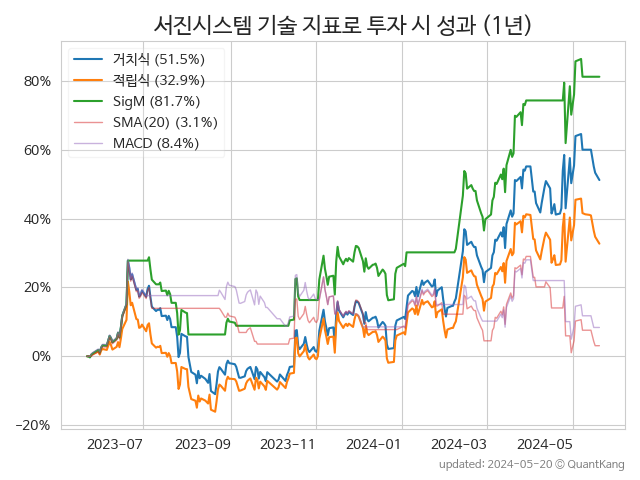 서진시스템 기술 지표로 투자 시 성과 (1년)
거치식 (51.5%)
적립식 (32.9%)
SigM (81.7%)
SMA(20) (3.1%)
MACD (8.4%)
80%
60%
40%
20%
0%
−20%
2023-07
2023-09
2023-11
2024-01
2024-03
2024-05
updated: 2024-05-20 © QuantKang